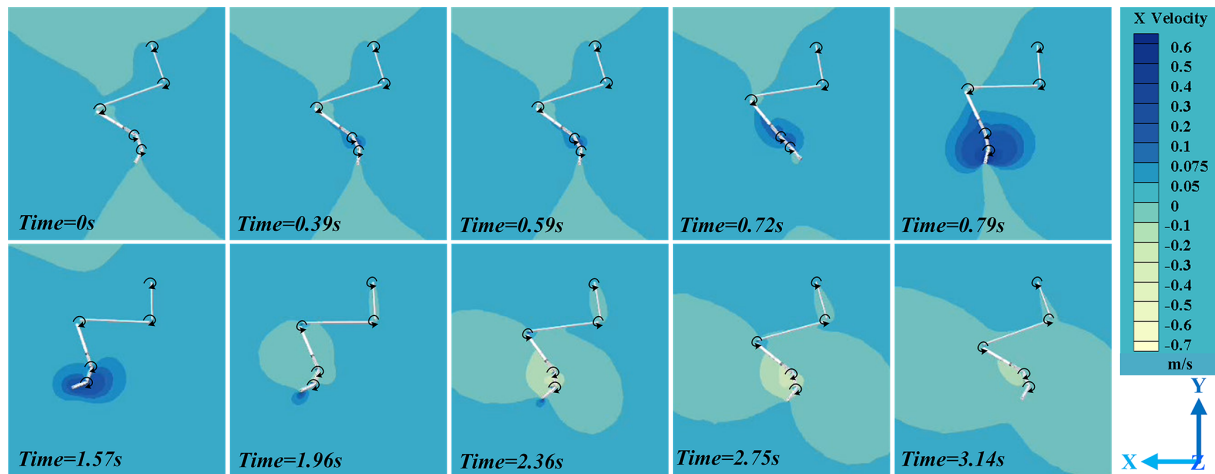 Time=0s
Time=0.39s
Time=0.59s
Time=0.72s
Time=0.79s
Time=1.57s
Time=1.96s
Time=2.36s
Time=2.75s
Time=3.14s
X Velocity
0.6
0.5
0.4
0.3
0.2
0.1
0.075
0.05
0
-0.1
-0.2
-0.3
-0.4
-0.5
-0.6
-0.7
m/s
Y
X
Z